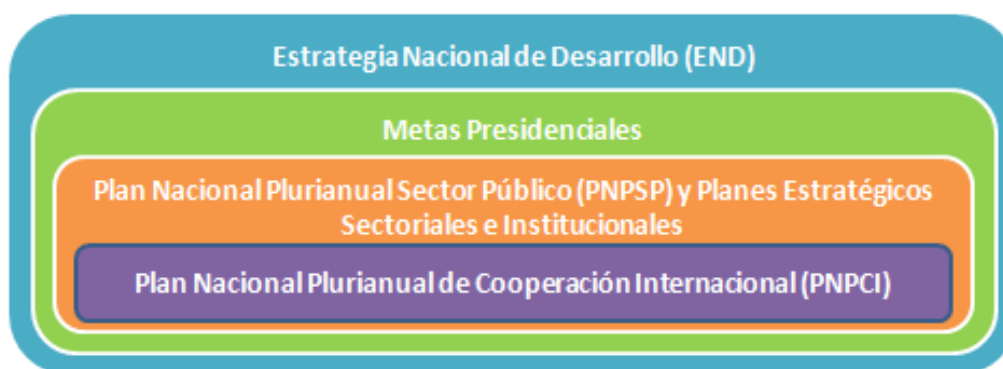 Estrategia Nacional de Desarrollo (END)
Metas Presidenciales
Plan Nacional Plurianual Sector Público (PNPSP) y Planes Estratégicos
Sectoriales e Institucionales
Plan Nacional Plurianual de Cooperación Internacional (PNPCI)